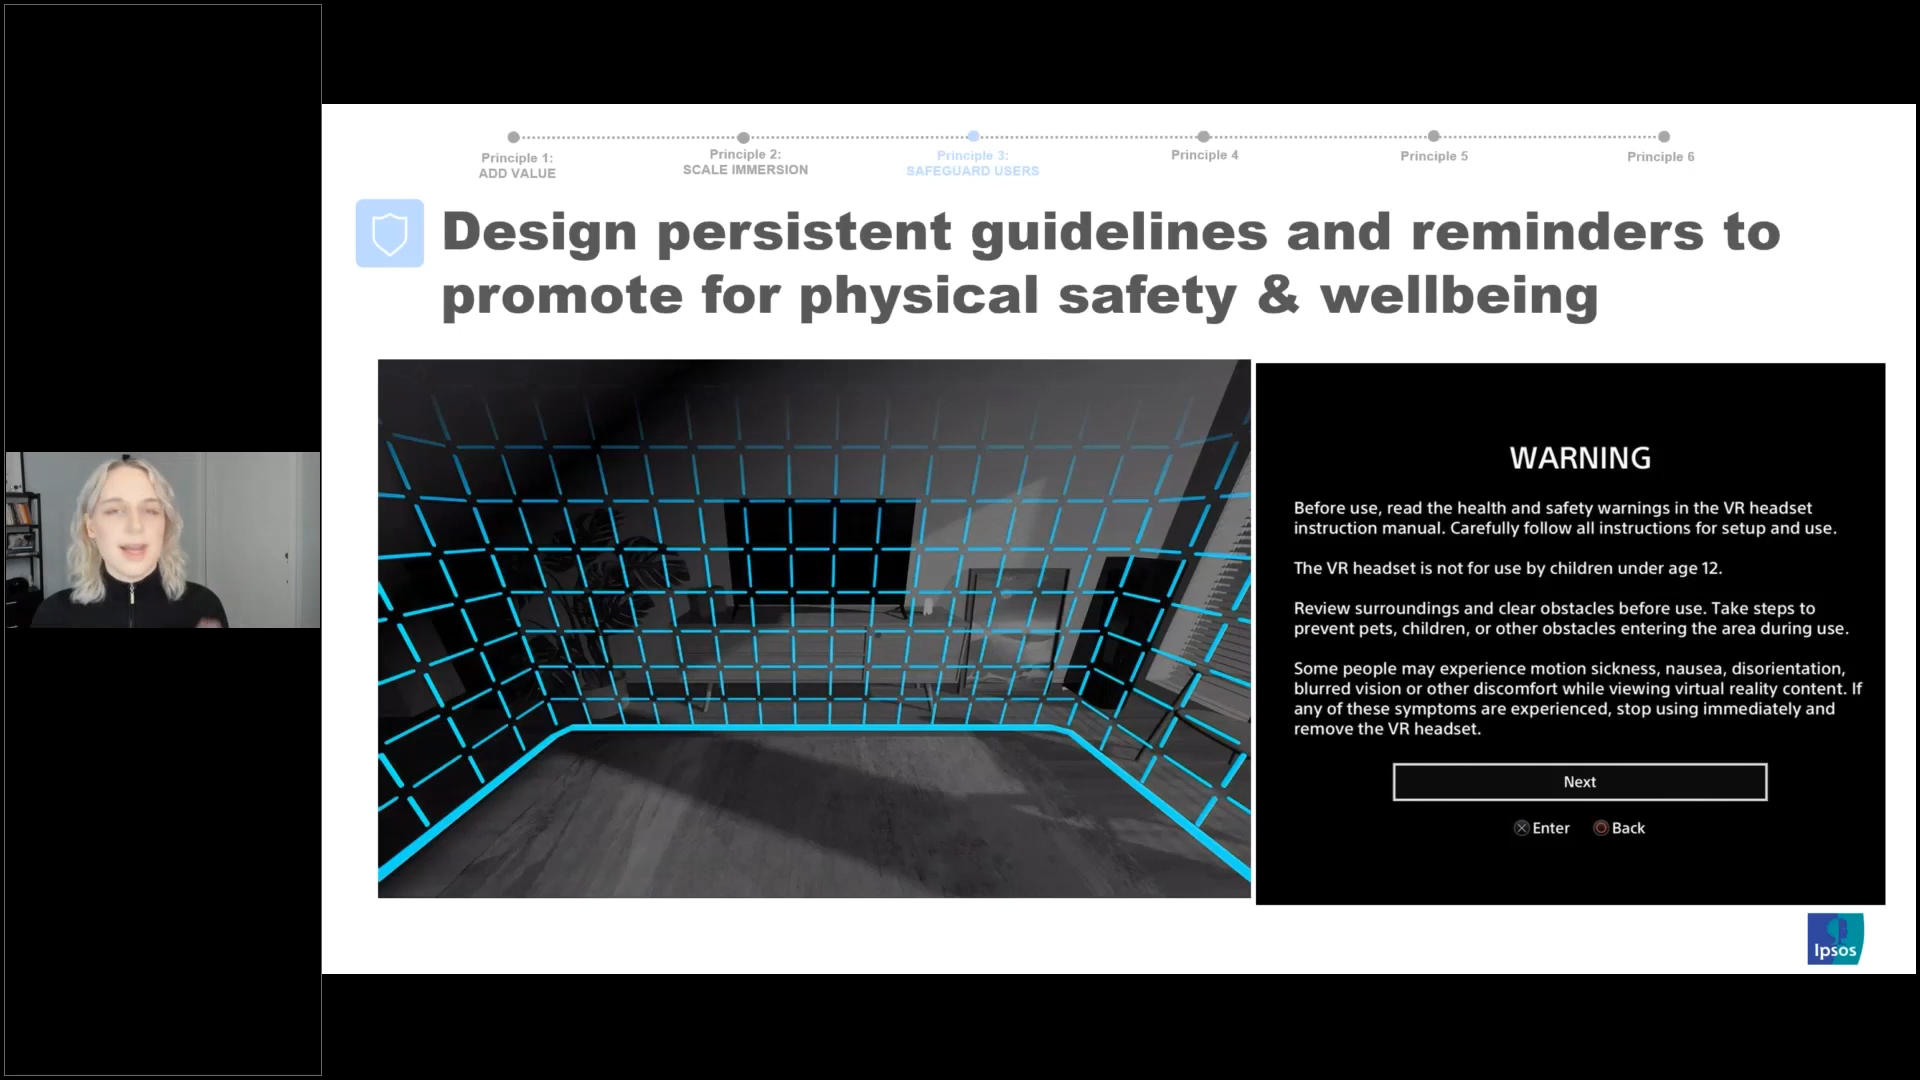 Principle 1:
ADD VALUE
Principle 2:
SCALE IMMERSION
Principle 3:
SAFEGUARD USERS
Principle 4
Principle 5
Principle 6
Design persistent guidelines and reminders to
promote for physical safety & wellbeing
WARNING
Before use, read the health and safety warnings in the VR headset
instruction manual. Carefully follow all instructions for setup and use.
The VR headset is not for use by children under age 12.
Review surroundings and clear obstacles before use. Take steps to
prevent pets, children, or other obstacles entering the area during use.
Some people may experience motion sickness, nausea, disorientation,
blurred vision or other discomfort while viewing virtual reality content. If
any of these symptoms are experienced, stop using immediately and
remove the VR headset.
Next
Enter Back
Ipsos